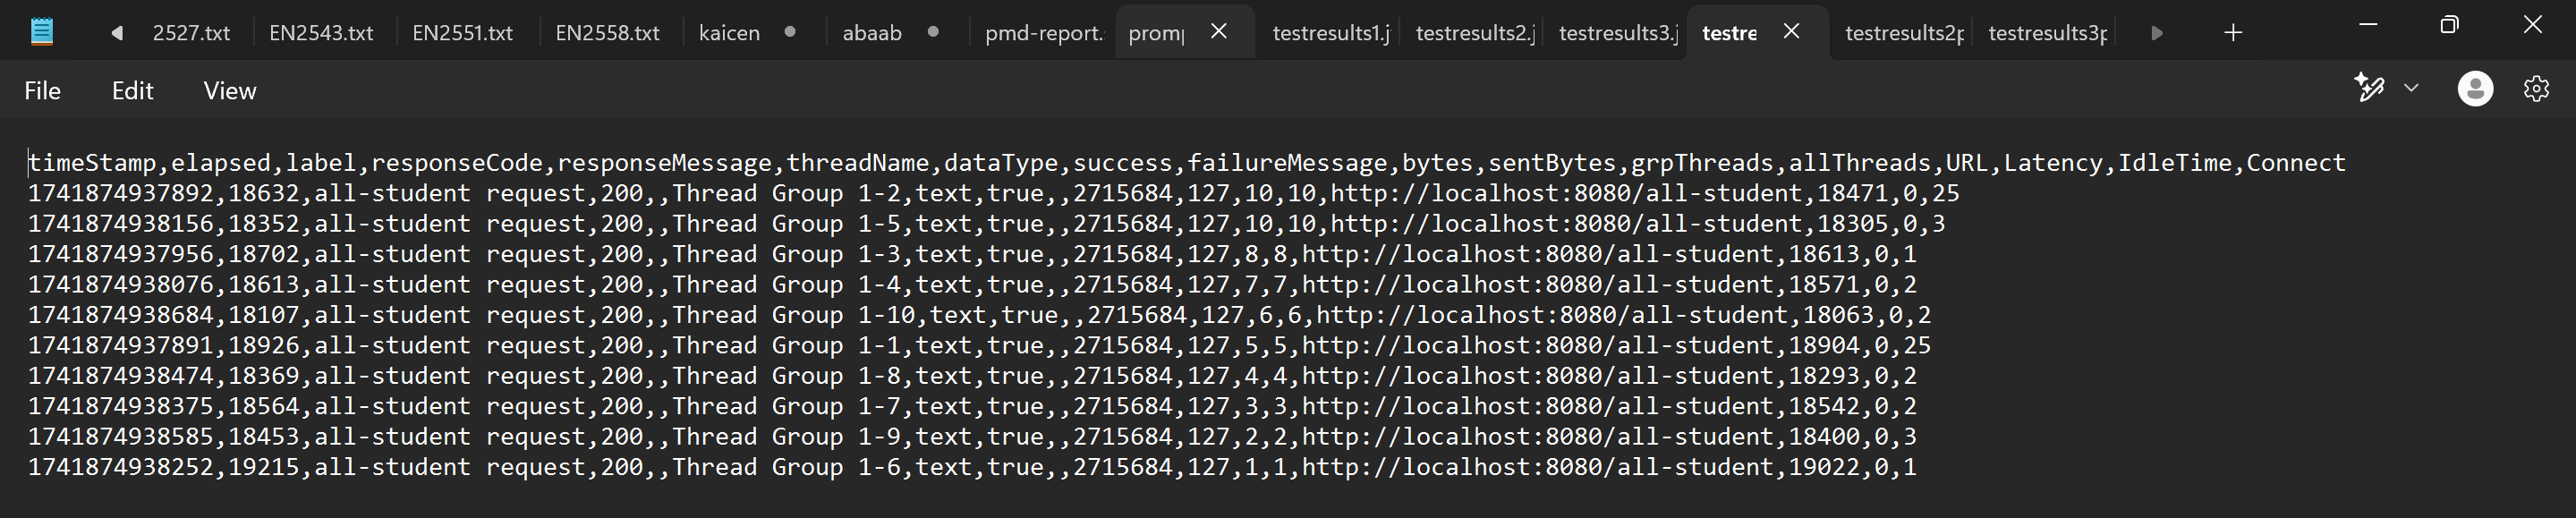 2527.txt EN2543.txt EN2551.txt EN2558.txt kaicen abaab pmd-report. prom testresults1.j testresults2.j testresults3.j testre testresults2p testresults3p
File Edit View
timeStamp,elapsed,label,responseCode,responseMessage,threadName,dataType,success,failureMessage,bytes,sentBytes,grpThreads,allThreads,URL,Latency,IdleTime,Connect
1741874937892,18632,all-student request,200,,Thread Group 1-2,text,true,,2715684,127,10,10,http://localhost:8080/all-student,18471,0,25
1741874938156,18352,all-student request,200,,Thread Group 1-5,text,true,,2715684,127,10,10,http://localhost:8080/all-student,18305,0,3
1741874937956,18702,all-student request,200,,Thread Group 1-3,text,true,,2715684,127,8,8,http://localhost:8080/all-student,18613,0,1
1741874938076,18613,all-student request,200,,Thread Group 1-4,text,true,,2715684,127,7,7,http://localhost:8080/all-student,18571,0,2
1741874938684,18107,all-student request,200,,Thread Group 1-10,text,true,,2715684,127,6,6,http://localhost:8080/all-student,18063,0,2
1741874937891,18926,all-student request,200,,Thread Group 1-1,text,true,,2715684,127,5,5,http://localhost:8080/all-student,18904,0,25
1741874938474,18369,all-student request,200,,Thread Group 1-8,text,true,,2715684,127,4,4,http://localhost:8080/all-student,18293,0,2
1741874938375,18564,all-student request,200,,Thread Group 1-7,text,true,,2715684,127,3,3,http://localhost:8080/all-student,18542,0,2
1741874938585,18453,all-student request,200,,Thread Group 1-9,text,true,,2715684,127,2,2,http://localhost:8080/all-student,18400,0,3
1741874938252,19215,all-student request,200,,Thread Group 1-6,text,true,,2715684,127,1,1,http://localhost:8080/all-student,19022,0,1